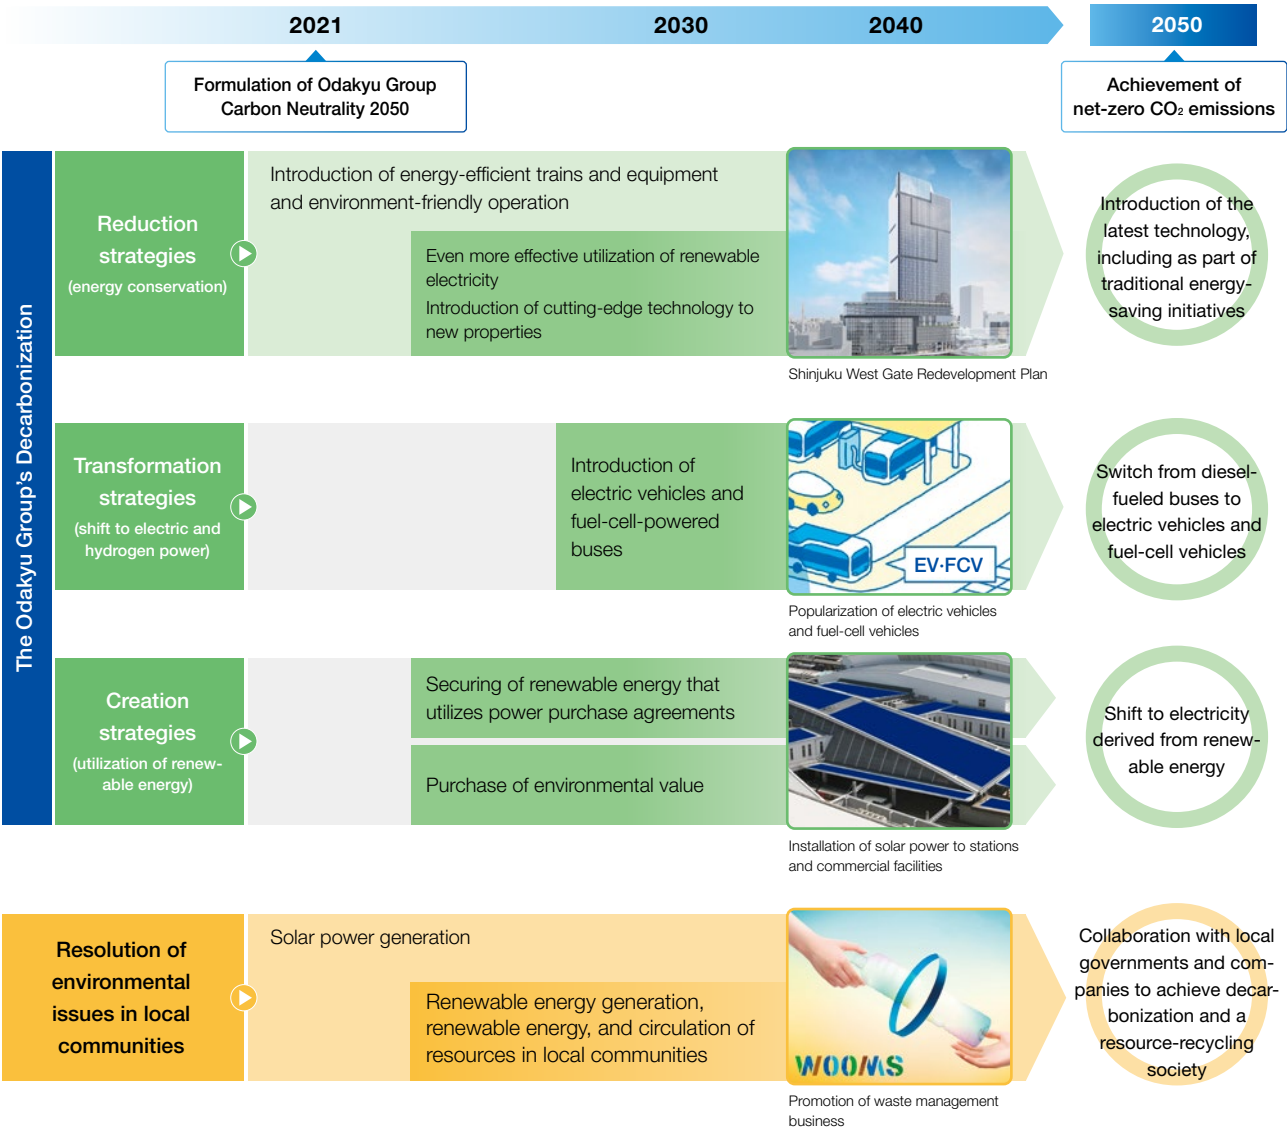 2021
2030
2040
2050
Formulation of Odakyu Group
Carbon Neutrality 2050
Achievement of
net-zero CO₂ emissions
The Odakyu Group's Decarbonization
Reduction
strategies
(energy conservation)
Introduction of energy-efficient trains and equipment
and environment-friendly operation
Even more effective utilization of renewable
electricity
Introduction of cutting-edge technology to
new properties
Shinjuku West Gate Redevelopment Plan
Introduction of the
latest technology,
including as part of
traditional energy-
saving initiatives
Transformation
strategies
(shift to electric and
hydrogen power)
Introduction of
electric vehicles and
fuel-cell-powered
buses
EV·FCV
Popularization of electric vehicles
and fuel-cell vehicles
Switch from diesel-
fueled buses to
electric vehicles and
fuel-cell vehicles
Creation
strategies
(utilization of renew-
able energy)
Securing of renewable energy that
utilizes power purchase agreements
Purchase of environmental value
Installation of solar power to stations
and commercial facilities
Shift to electricity
derived from renew-
able energy
Resolution of
environmental
issues in local
communities
Solar power generation
Renewable energy generation,
renewable energy, and circulation of
resources in local communities
WOOMS
Promotion of waste management
business
Collaboration with local
governments and com-
panies to achieve decar-
bonization and a
resource-recycling
society